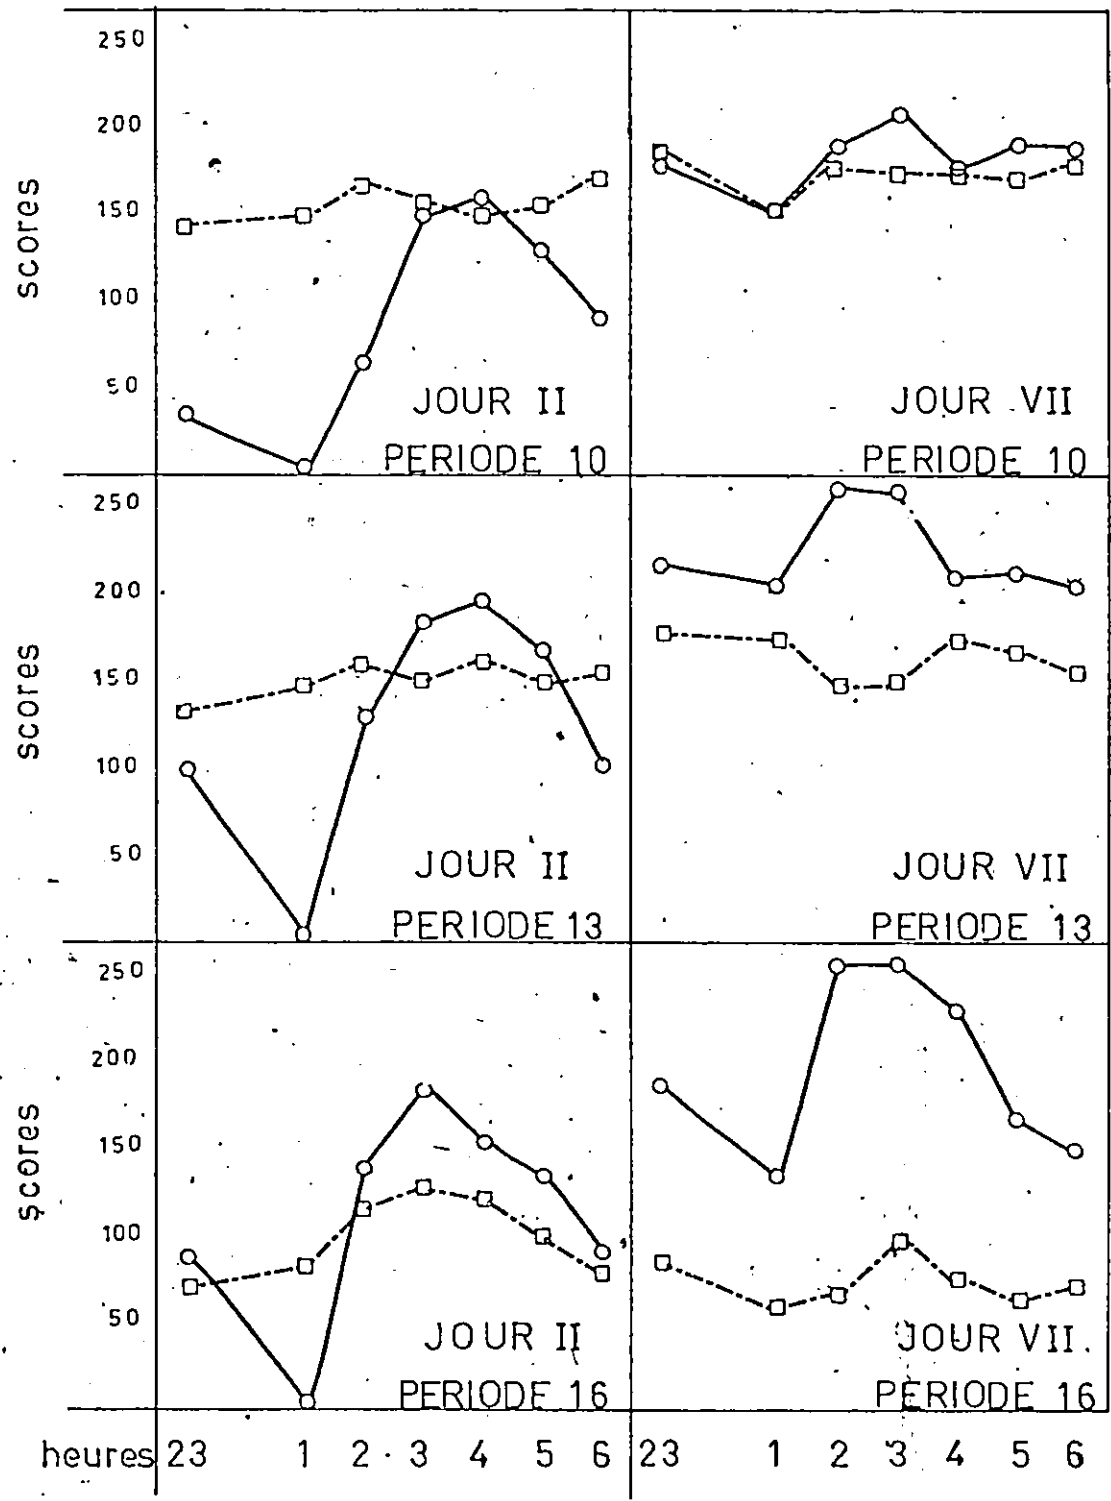 scores
250
200
150
100
50
JOUR II
PERIODE 10
JOUR VII
PERIODE 10
scores
250
200
150
100
50
JOUR II
PERIODE 13
JOUR VII
PERIODE 13
scores
250
200
150
100
50
JOUR II
PERIODE 16
JOUR VII
PERIODE 16
heures 23 1 2 3 4 5 6 23 1 2 3 4 5 6